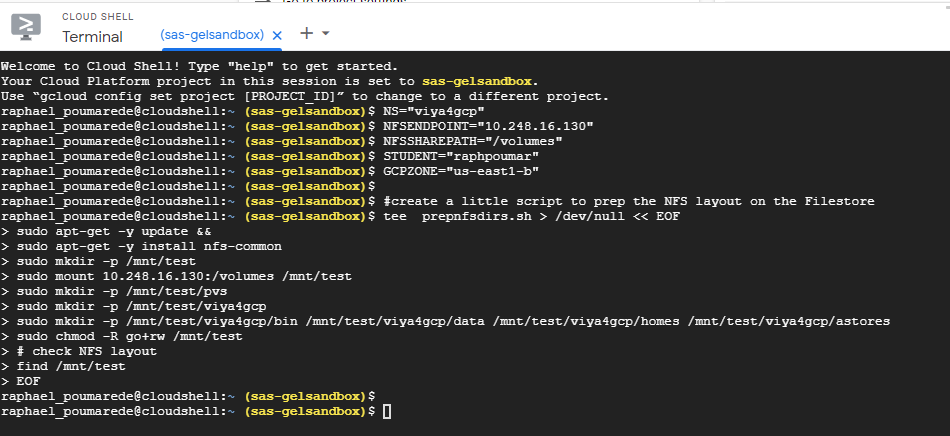 Go to project settings
CLOUD SHELL
Terminal
(sas-gelsandbox) × + ▾
Welcome to Cloud Shell! Type "help" to get started.
Your Cloud Platform project in this session is set to sas-gelsandbox.
Use “gcloud config set project [PROJECT_ID]” to change to a different project.
raphael_poumarede@cloudshell:~ (sas-gelsandbox)$ NS="viya4gcp"
raphael_poumarede@cloudshell:~ (sas-gelsandbox)$ NFSENDPOINT="10.248.16.130"
raphael_poumarede@cloudshell:~ (sas-gelsandbox)$ NFSSHAREPATH="/volumes"
raphael_poumarede@cloudshell:~ (sas-gelsandbox)$ STUDENT="raphpoumar"
raphael_poumarede@cloudshell:~ (sas-gelsandbox)$ GCPZONE="us-east1-b"
raphael_poumarede@cloudshell:~ (sas-gelsandbox)$
raphael_poumarede@cloudshell:~ (sas-gelsandbox)$ #create a little script to prep the NFS layout on the Filestore
raphael_poumarede@cloudshell:~ (sas-gelsandbox)$ tee  prepnfsdirs.sh > /dev/null << EOF
> sudo apt-get -y update &&
> sudo apt-get -y install nfs-common
> sudo mkdir -p /mnt/test
> sudo mount 10.248.16.130:/volumes /mnt/test
> sudo mkdir -p /mnt/test/pvs
> sudo mkdir -p /mnt/test/viya4gcp
> sudo mkdir -p /mnt/test/viya4gcp/bin /mnt/test/viya4gcp/data /mnt/test/viya4gcp/homes /mnt/test/viya4gcp/astores
> sudo chmod -R go+rw /mnt/test
> # check NFS layout
> find /mnt/test
> EOF
raphael_poumarede@cloudshell:~ (sas-gelsandbox)$
raphael_poumarede@cloudshell:~ (sas-gelsandbox)$